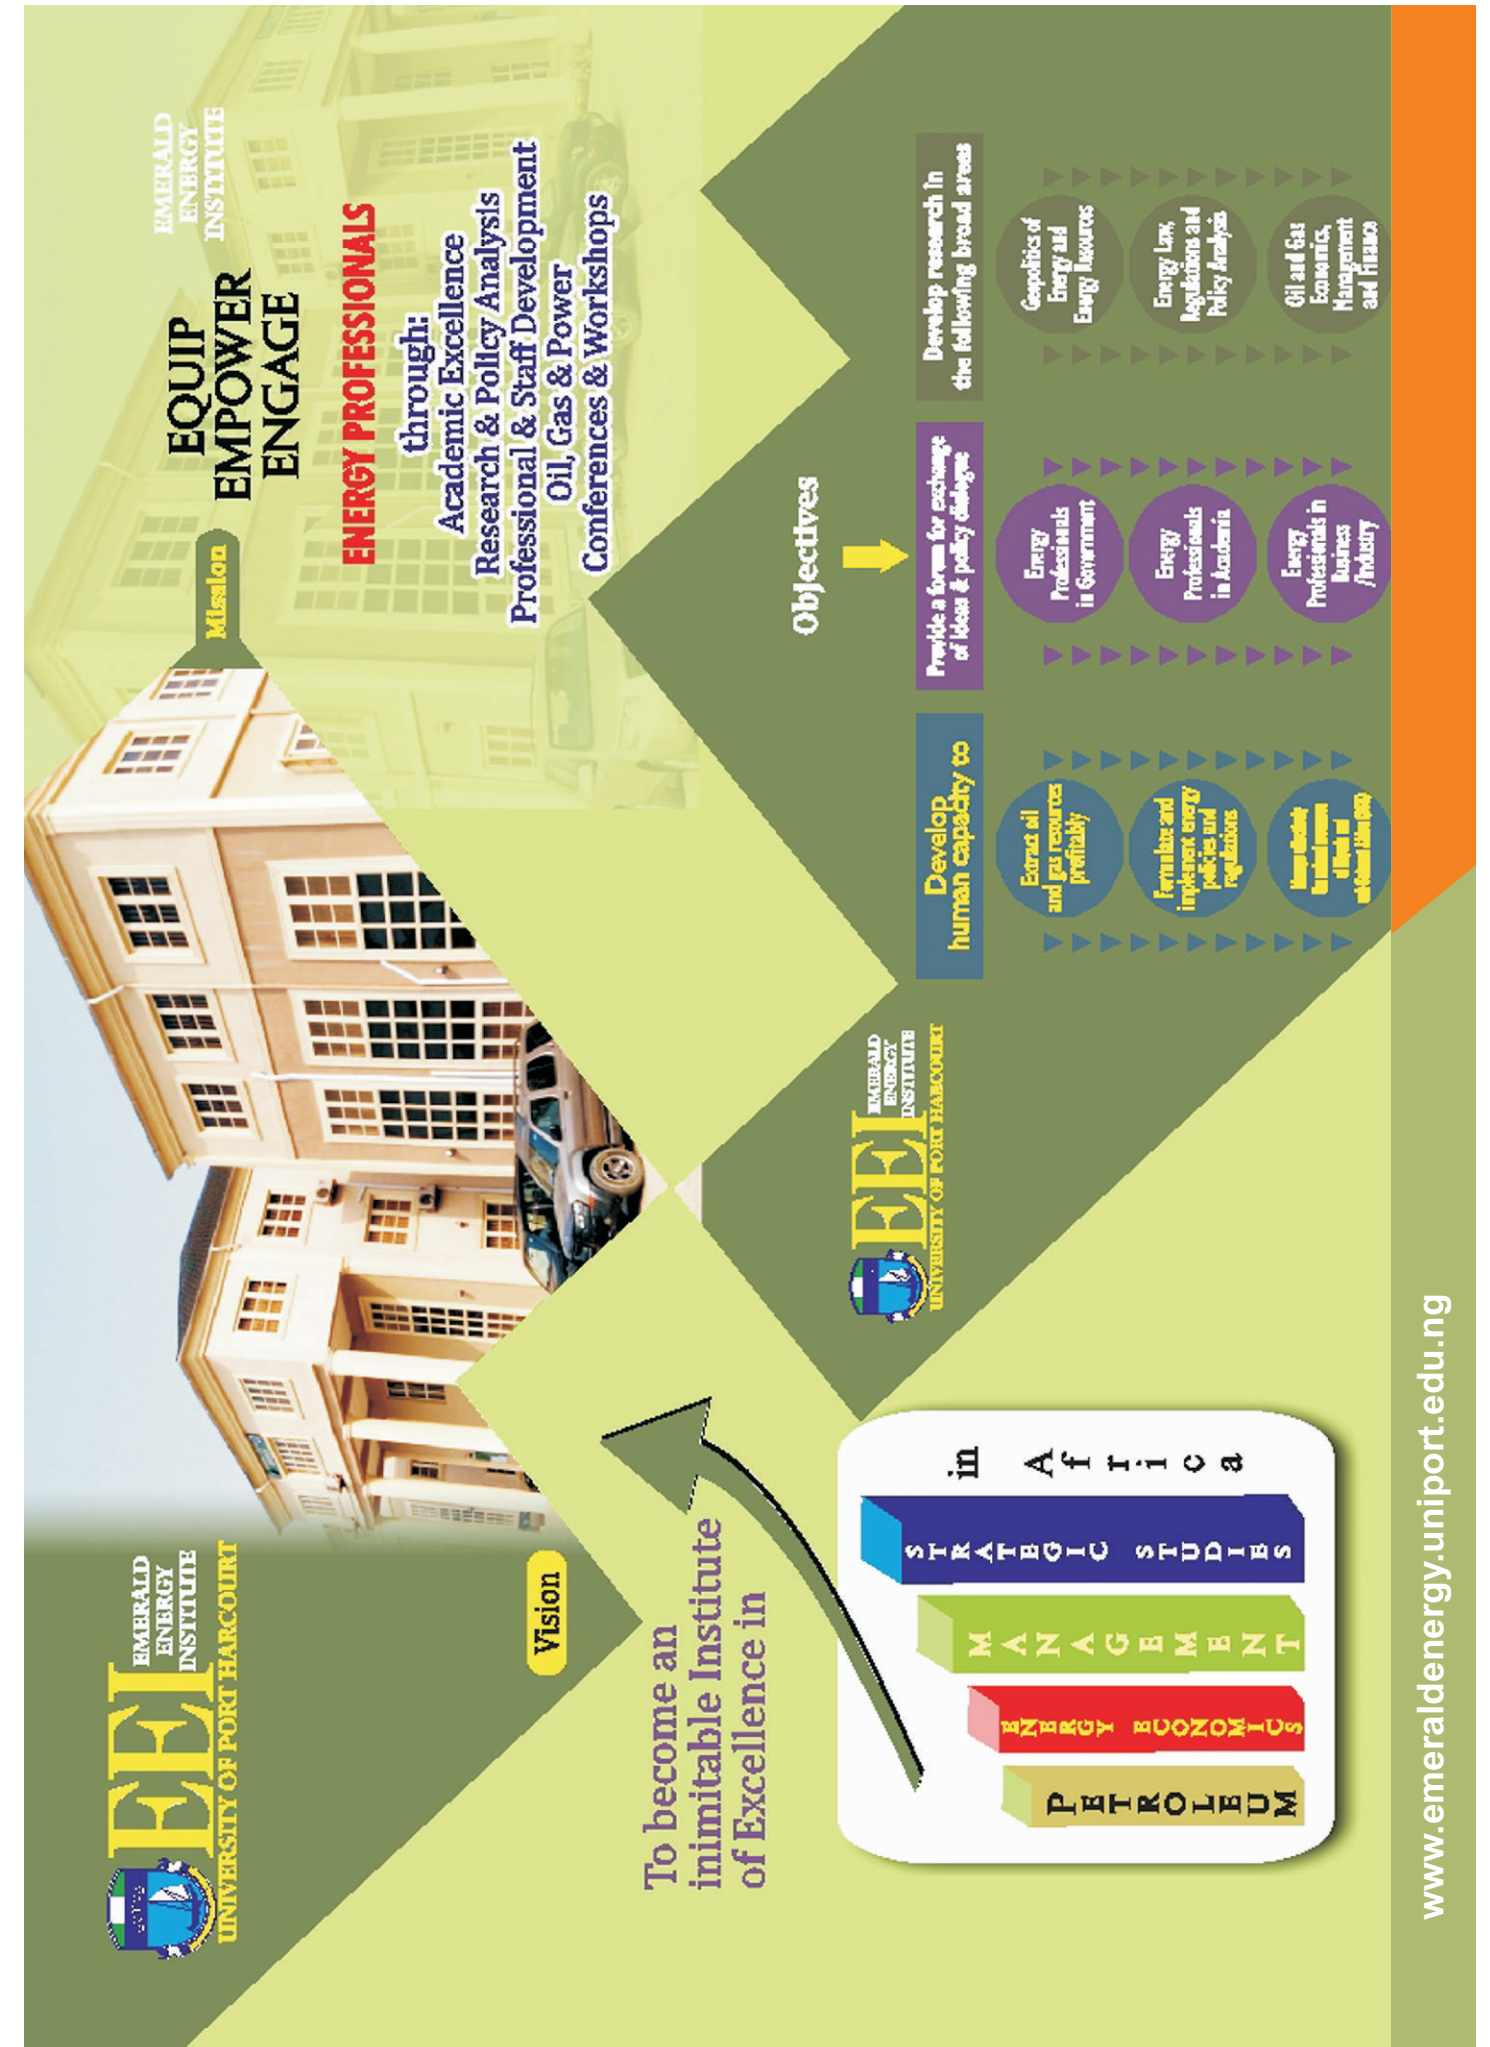 EEI
EMERALD
ENERGY
INSTITUTE
UNIVERSITY OF PORT HARCOURT
Vision
To become an
inimitable Institute
of Excellence in
PETROLEUM
ENERGY ECONOMICS
MANAGEMENT
STRATEGIC STUDIES
in Africa
Mission
EQUIP
EMPOWER
ENGAGE
EMERALD
ENERGY
INSTITUTE
ENERGY PROFESSIONALS
through:
Academic Excellence
Research & Policy Analysis
Professional & Staff Development
Oil, Gas & Power
Conferences & Workshops
EEI
EMERALD
ENERGY
INSTITUTE
UNIVERSITY OF PORT HARCOURT
Objectives
Develop
human capacity to
Extract oil
and gas resources
profitably
Formulate and
implement energy
policies and
regulations
Provide a forum for exchange
of ideas & policy dialogue
Energy
Professionals
in Government
Energy
Professionals
in Academia
Energy
Professionals in
Business
/Industry
Develop research in
the following broad areas
Geopolitics of
Energy and
Energy Resources
Energy Law,
Regulations and
Policy Analysis
Oil and Gas
Economics,
Management
and Finance
www.emeraldenergy.uniport.edu.ng